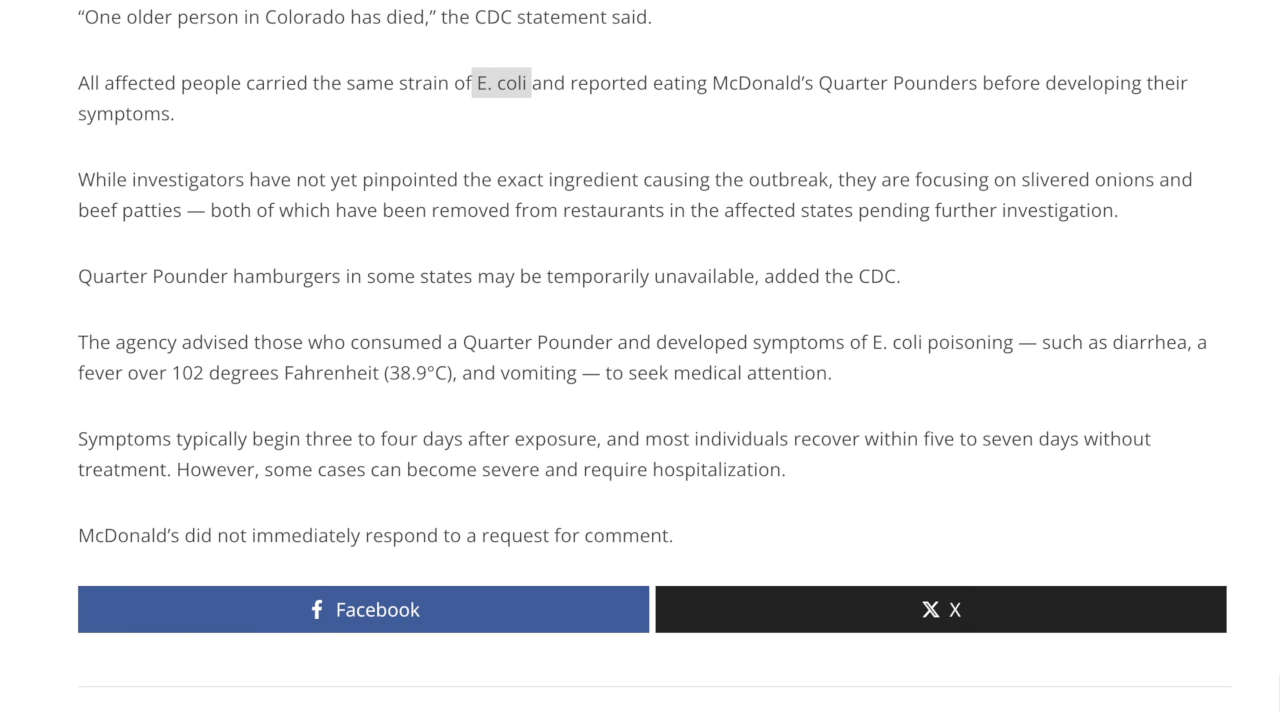 “One older person in Colorado has died,” the CDC statement said.
All affected people carried the same strain of E. coli and reported eating McDonald’s Quarter Pounders before developing their
symptoms.
While investigators have not yet pinpointed the exact ingredient causing the outbreak, they are focusing on slivered onions and
beef patties — both of which have been removed from restaurants in the affected states pending further investigation.
Quarter Pounder hamburgers in some states may be temporarily unavailable, added the CDC.
The agency advised those who consumed a Quarter Pounder and developed symptoms of E. coli poisoning — such as diarrhea, a
fever over 102 degrees Fahrenheit (38.9°C), and vomiting — to seek medical attention.
Symptoms typically begin three to four days after exposure, and most individuals recover within five to seven days without
treatment. However, some cases can become severe and require hospitalization.
McDonald’s did not immediately respond to a request for comment.
Facebook
X